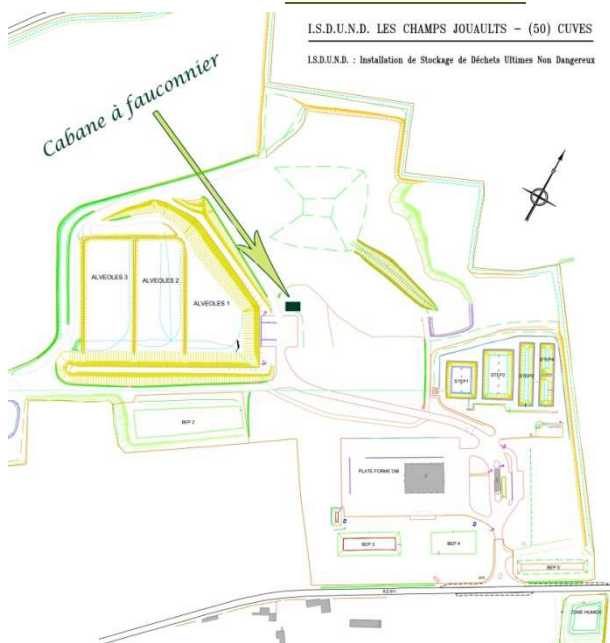 I.S.D.U.N.D. LES CHAMPS JOUAULTS – (50) CUVES
I.S.D.U.N.D. : Installation de Stockage de Déchets Ultimes Non Dangereux
Cabane à fauconnier
ALVEOLES 3
ALVEOLES 2
ALVEOLES 1
STEP1
STEP2
STEP3
STEP4
BEP 2
PLATE FORME DIB
BEP 3
BEP 4
BEP 5
ZONE HUMIDE